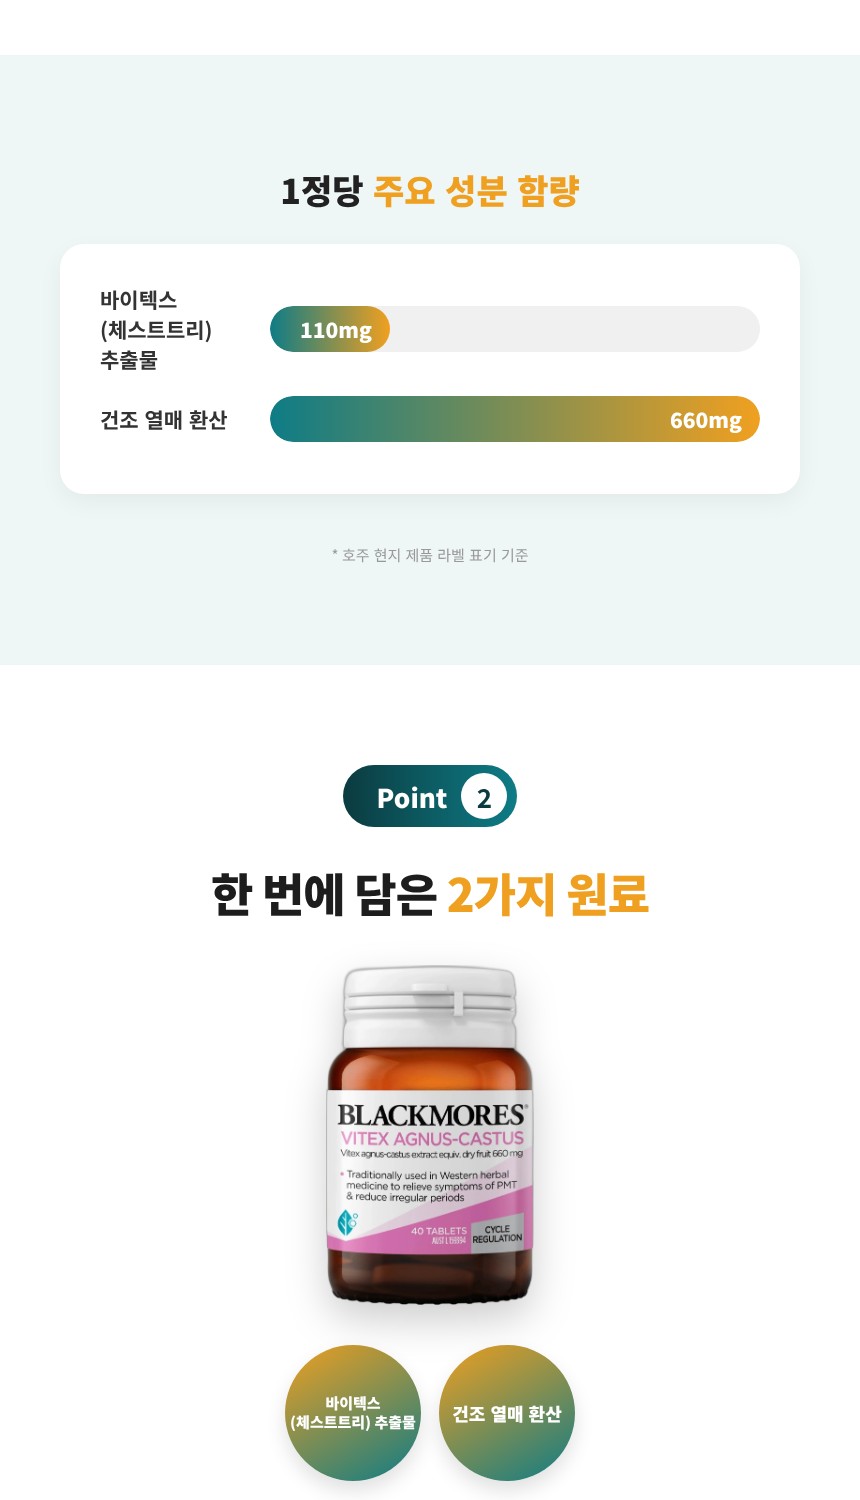 1정당 주요 성분 함량
바이텍스
(체스트트리)
추출물
110mg
건조 열매 환산
660mg
* 호주 현지 제품 라벨 표기 기준
Point 2
한 번에 담은 2가지 원료
BLACKMORES®
VITEX AGNUS-CASTUS
Vitex agnus-castus extract equiv. dry fruit 660 mg
• Traditionally used in Western herbal
medicine to relieve symptoms of PMT
& reduce irregular periods
40 TABLETS
CYCLE
REGULATION
바이텍스
(체스트트리) 추출물
건조 열매 환산